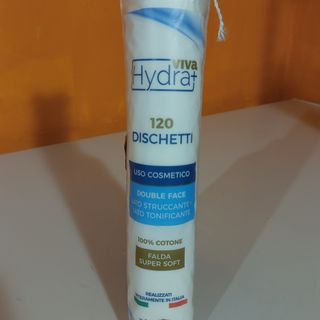 VIVA
Hydra+
120
DISCHETTI
USO COSMETICO
DOUBLE FACE
LATO STRUCCANTE
LATO TONIFICANTE
100% COTONE
FALDA
SUPER SOFT
REALIZZATI
INTERAMENTE IN ITALIA